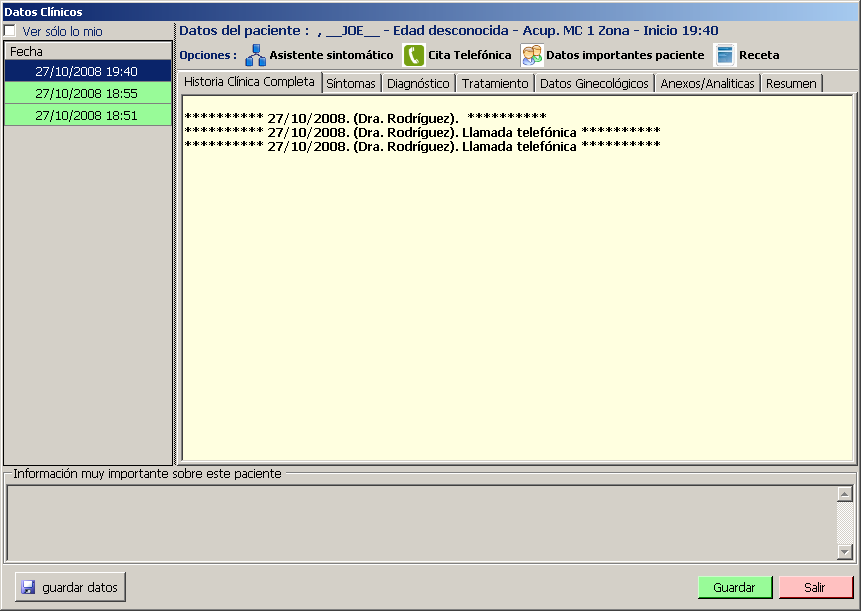 Datos Clínicos
Ver sólo lo mio
Datos del paciente : , __JOE__ - Edad desconocida - Acup. MC 1 Zona - Inicio 19:40
Opciones : Asistente sintomático Cita Telefónica Datos importantes paciente Receta
Fecha
27/10/2008 19:40
27/10/2008 18:55
27/10/2008 18:51
Historia Clínica Completa Síntomas Diagnóstico Tratamiento Datos Ginecológicos Anexos/Analiticas Resumen
********** 27/10/2008. (Dra. Rodríguez). **********
********** 27/10/2008. (Dra. Rodríguez). Llamada telefónica **********
********** 27/10/2008. (Dra. Rodríguez). Llamada telefónica **********
Información muy importante sobre este paciente
guardar datos Guardar Salir